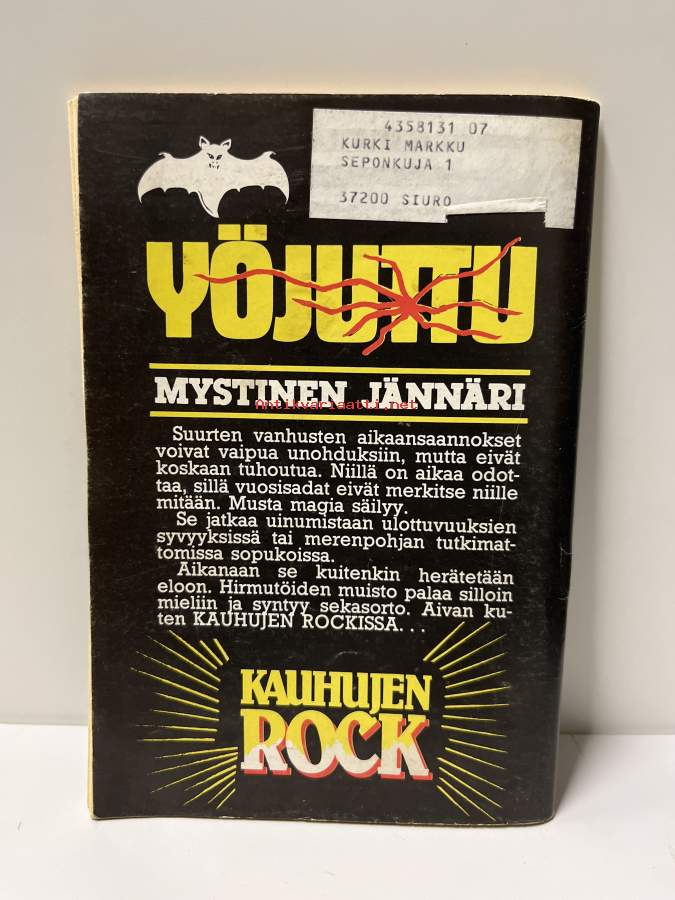 4358131 07
KURKI MARKKU
SEPONKUJA 1
37200 SIURO
YÖJUTTU
MYSTINEN JÄNNÄRI
Antikvariaatti.net
Suurten vanhusten aikaansaannokset
voivat vaipua unohduksiin, mutta eivät
koskaan tuhoutua. Niillä on aikaa odot-
taa, sillä vuosisadat eivät merkitse niille
mitään. Musta magia säilyy.
Se jatkaa uinumistaan ulottuvuuksien
syvyyksissä tai merenpohjan tutkimat-
tomissa sopukoissa.
Aikanaan se kuitenkin herätetään
eloon. Hirmutöiden muisto palaa silloin
mieliin ja syntyy sekasorto. Aivan ku-
ten KAUHUJEN ROCKISSA. . .
KAUHUJEN
ROCK